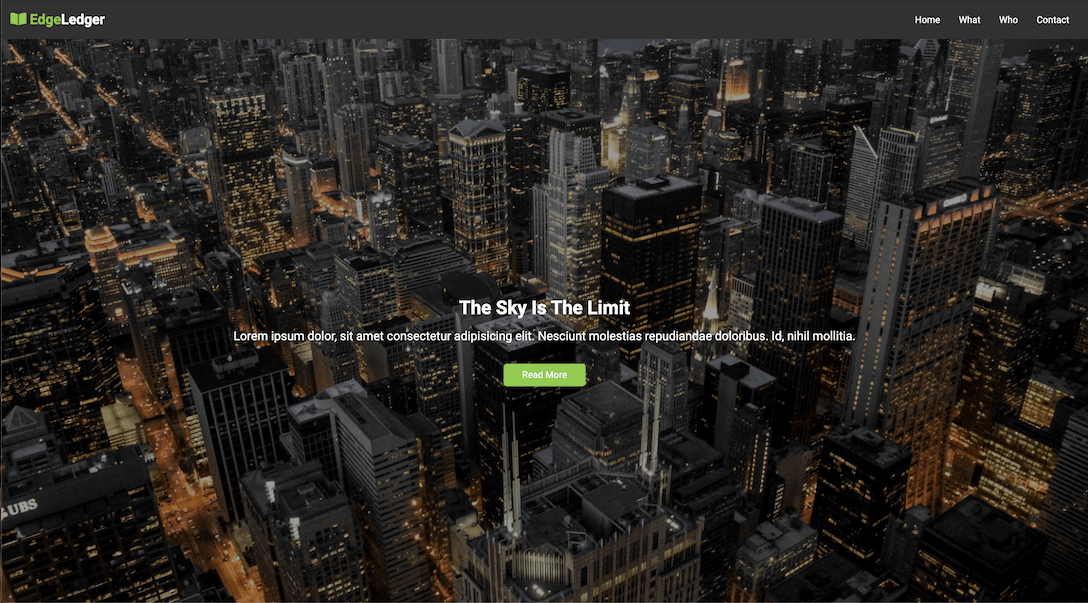 EdgeLedger
Home What Who Contact
The Sky Is The Limit
Lorem ipsum dolor, sit amet consectetur adipisicing elit. Nesciunt molestias repudiandae doloribus. Id, nihil mollitia.
Read More
UBS